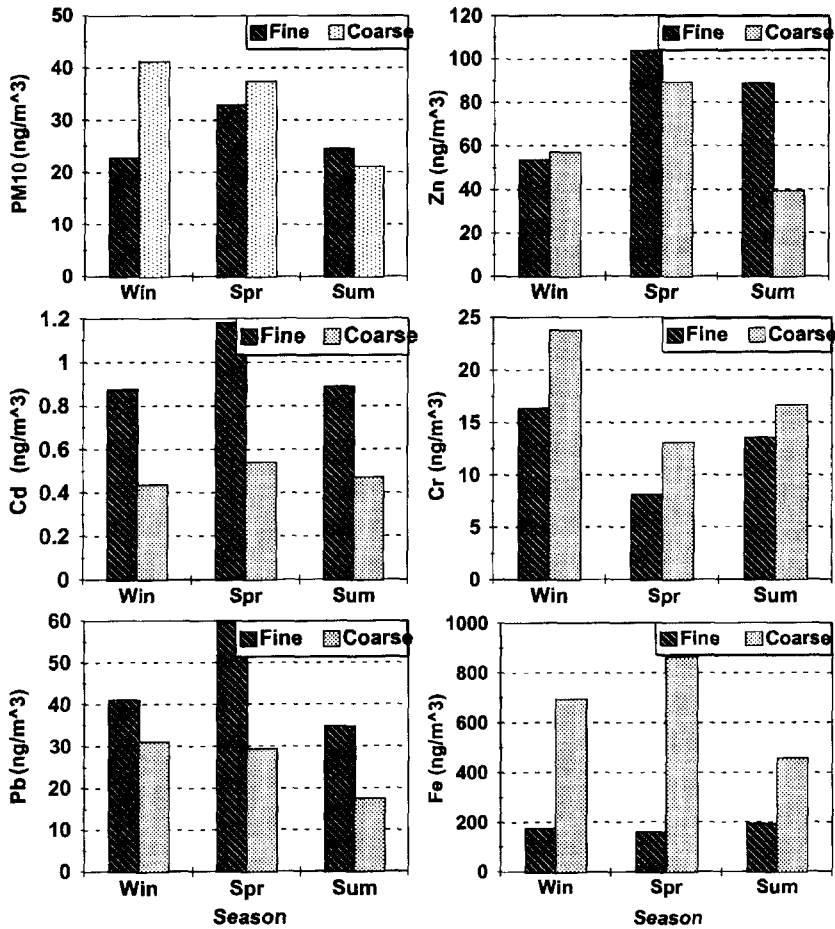 PM10 (ng/m^3)
50
40
30
20
10
0
Fine Coarse
Win Spr Sum
Zn (ng/m^3)
120
100
80
60
40
20
0
Fine Coarse
Win Spr Sum
Cd (ng/m^3)
1.2
1
0.8
0.6
0.4
0.2
0
Fine Coarse
Win Spr Sum
Cr (ng/m^3)
25
20
15
10
5
0
Fine Coarse
Win Spr Sum
Pb (ng/m^3)
60
50
40
30
20
10
0
Fine Coarse
Win Spr Sum
Season
Fe (ng/m^3)
1000
800
600
400
200
0
Fine Coarse
Win Spr Sum
Season